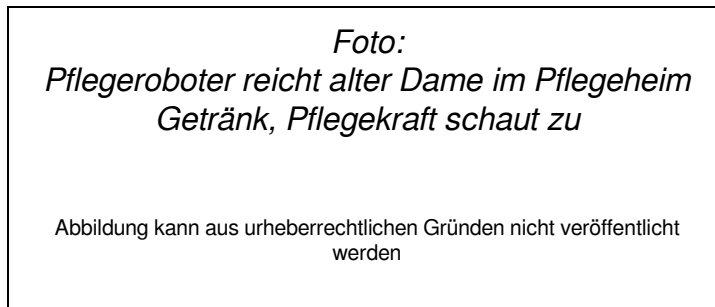 Foto:
Pflegeroboter reicht alter Dame im Pflegeheim
Getränk, Pflegekraft schaut zu
Abbildung kann aus urheberrechtlichen Gründen nicht veröffentlicht
werden